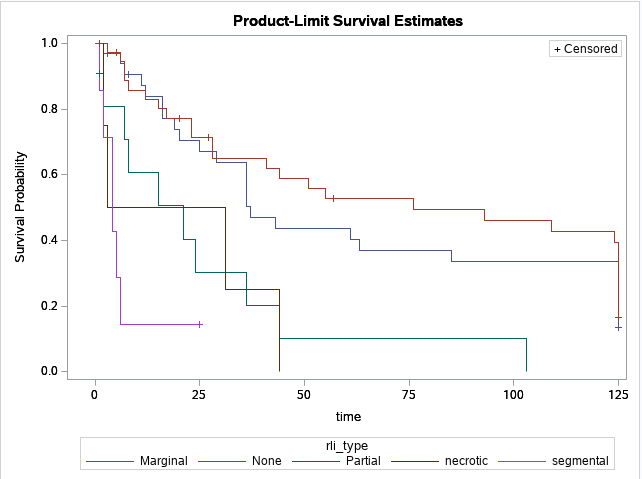 Product-Limit Survival Estimates
+ Censored
1.0
0.8
0.6
0.4
0.2
0.0
Survival Probability
0 25 50 75 100 125
time
rli_type
Marginal None Partial necrotic segmental